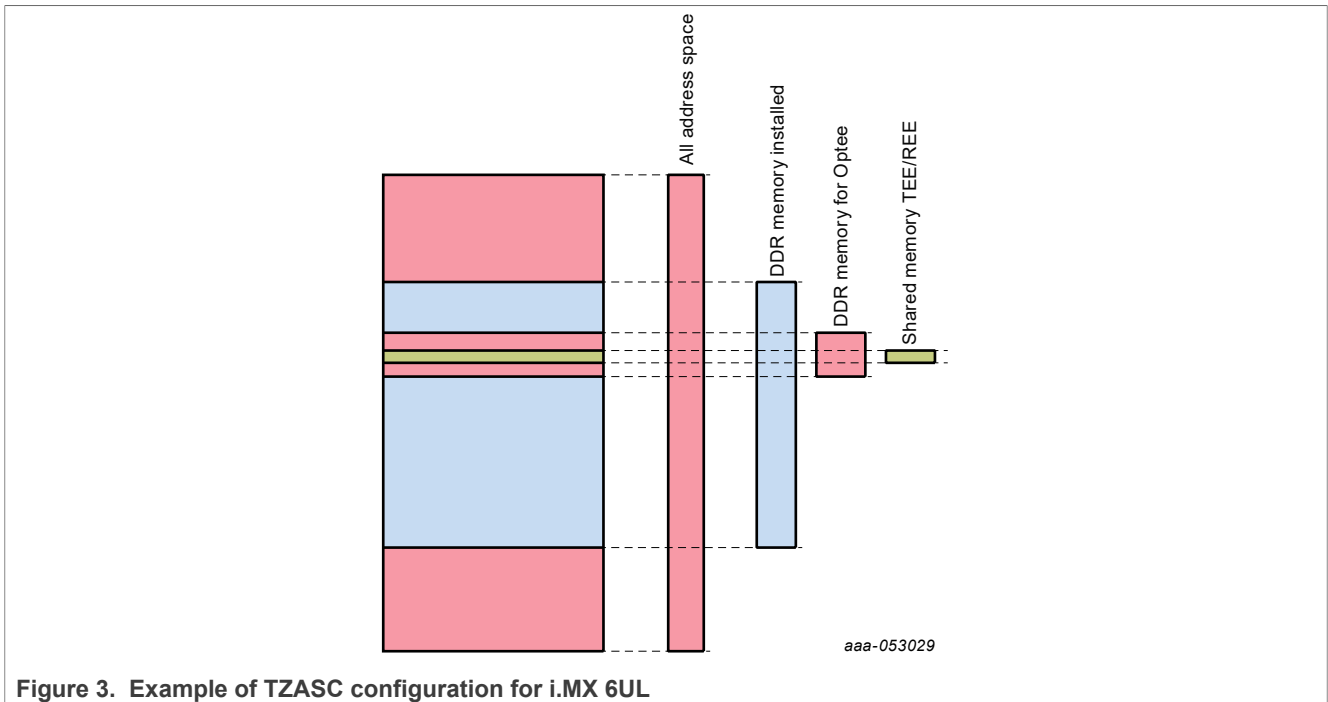 All address space
DDR memory installed
DDR memory for Optee
Shared memory TEE/REE
aaa-053029
Figure 3. Example of TZASC configuration for i.MX 6UL